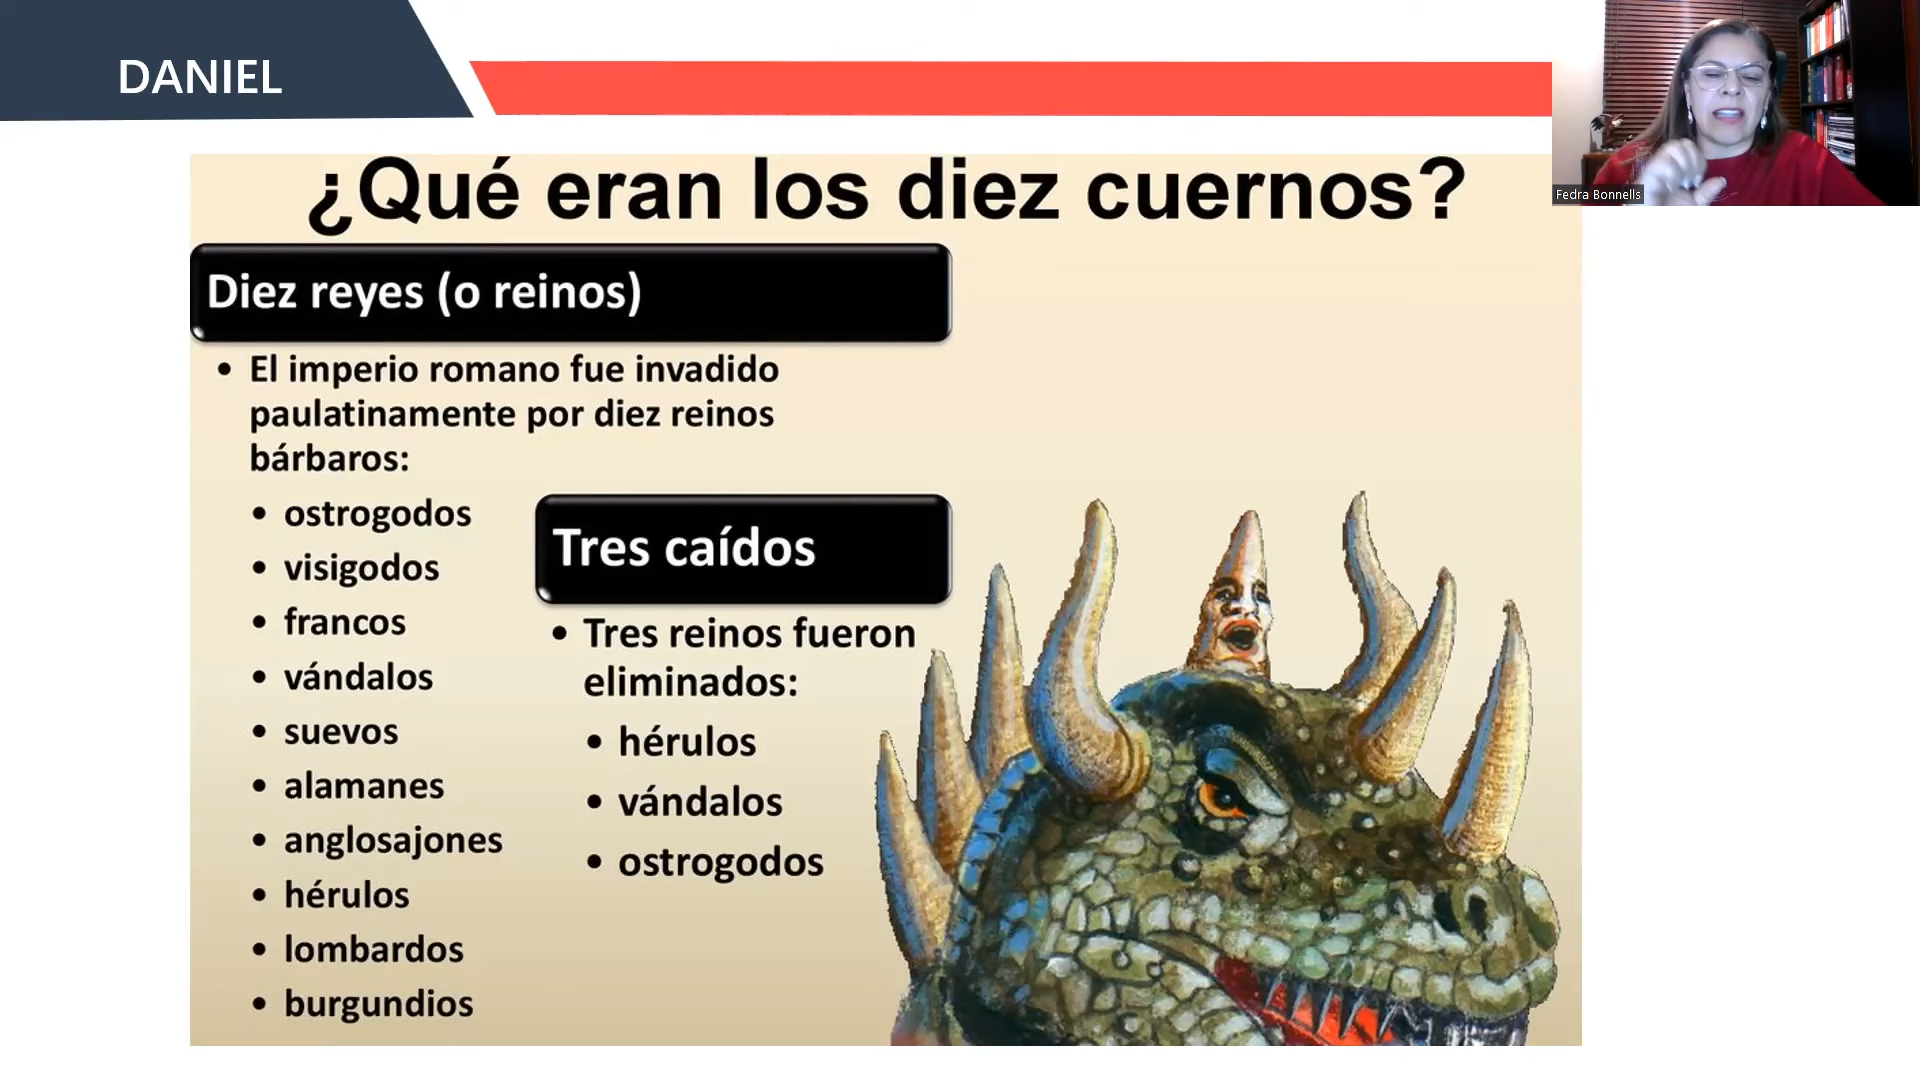 DANIEL
Fedra Bonnells
¿Qué eran los diez cuernos?
Diez reyes (o reinos)
• El imperio romano fue invadido
paulatinamente por diez reinos
bárbaros:
• ostrogodos
• visigodos
• francos
• vándalos
• suevos
• alamanes
• anglosajones
• hérulos
• lombardos
• burgundios
Tres caídos
• Tres reinos fueron
eliminados:
• hérulos
• vándalos
• ostrogodos